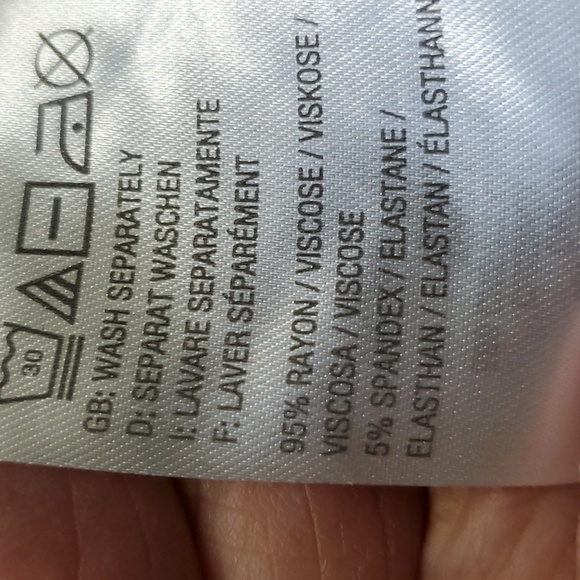 30
GB: WASH SEPARATELY
D: SEPARAT WASCHEN
I: LAVARE SEPARATAMENTE
F: LAVER SÉPARÉMENT
95% RAYON / VISCOSE / VISKOSE /
VISCOSA / VISCOSE
5% SPANDEX / ELASTANE /
ELASTHAN / ELASTAN / ÉLASTHANN